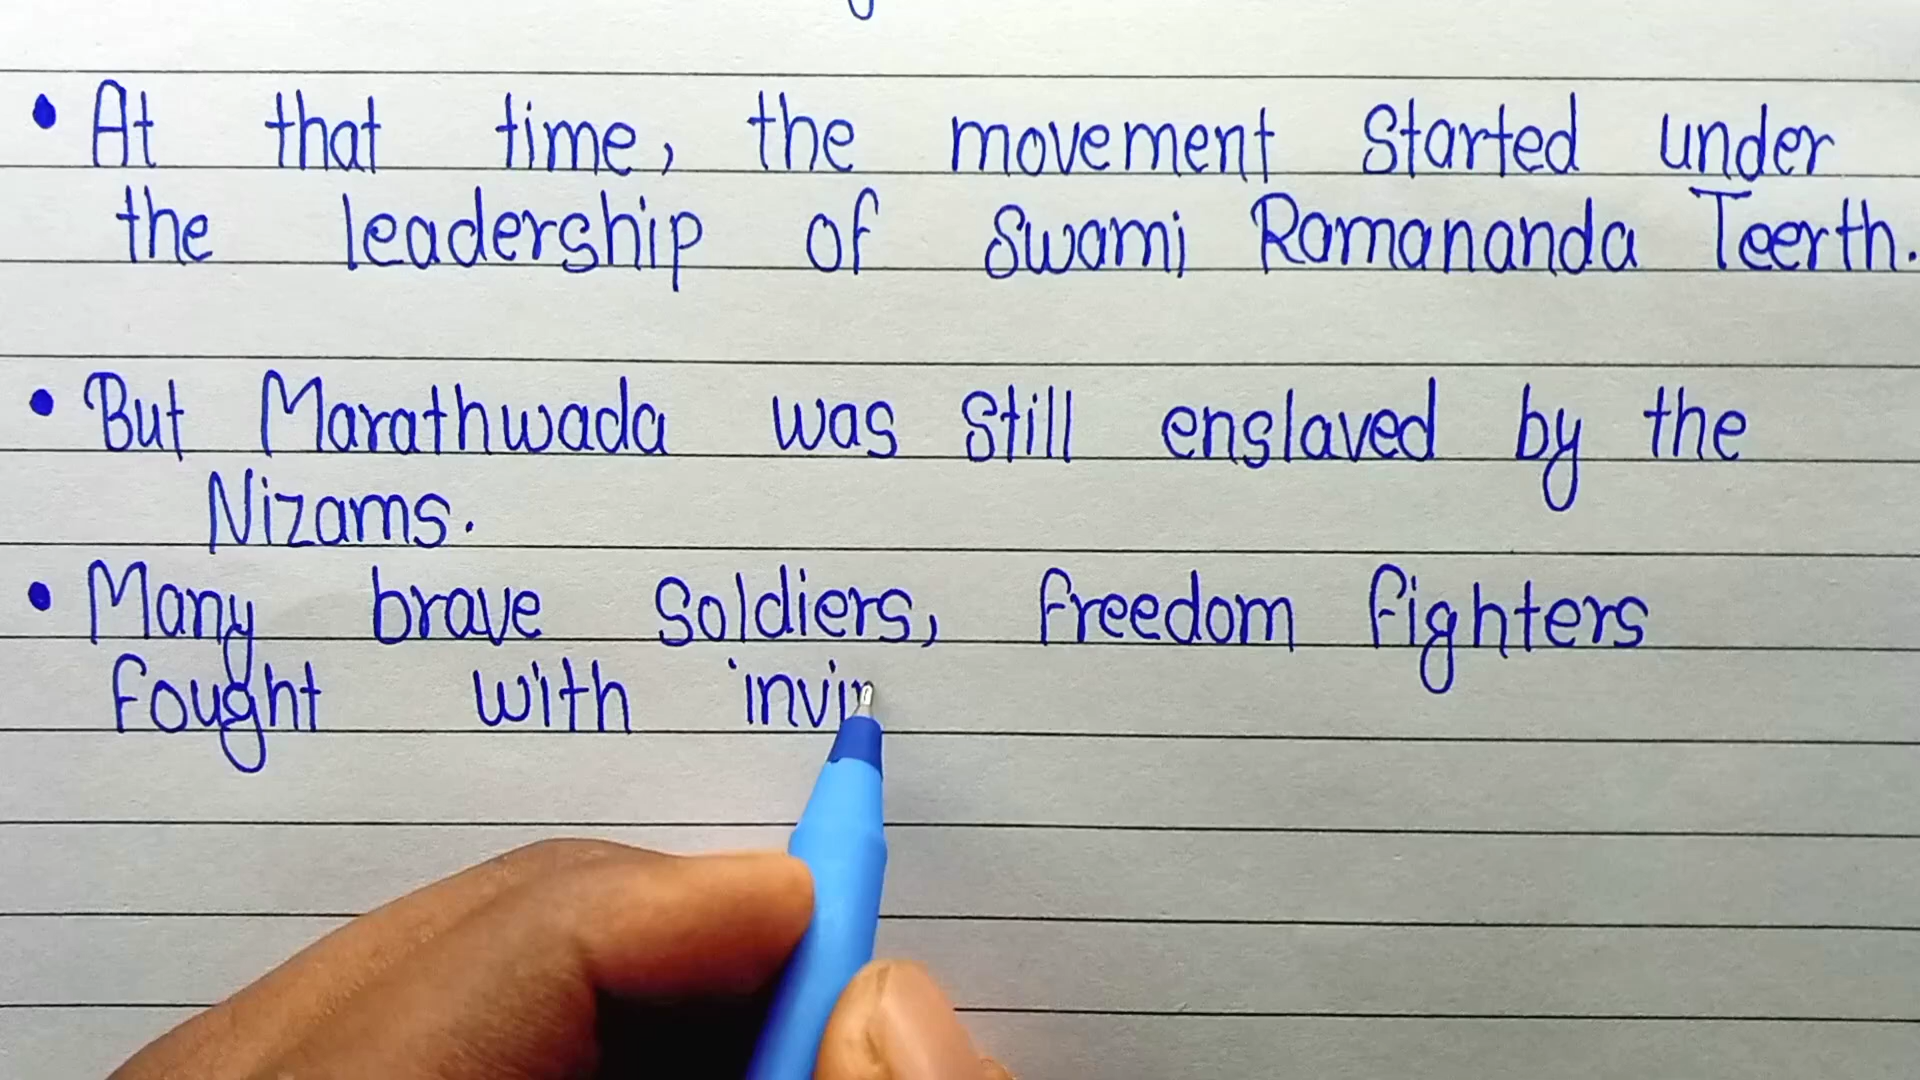 • At that time, the movement started under
the leadership of Swami Ramananda Teerth.
• But Marathwada was still enslaved by the
Nizams.
• Many brave soldiers, freedom fighters
fought with